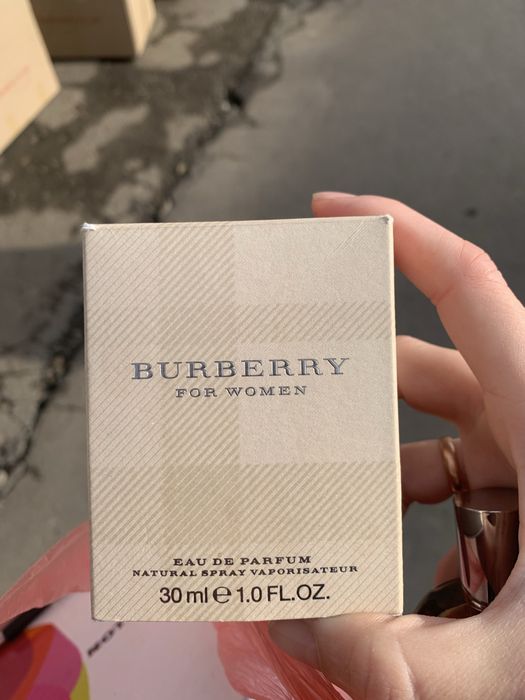 BURBERRY
FOR WOMEN
EAU DE PARFUM
NATURAL SPRAY VAPORISATEUR
30 ml ℮ 1.0 FL.OZ.